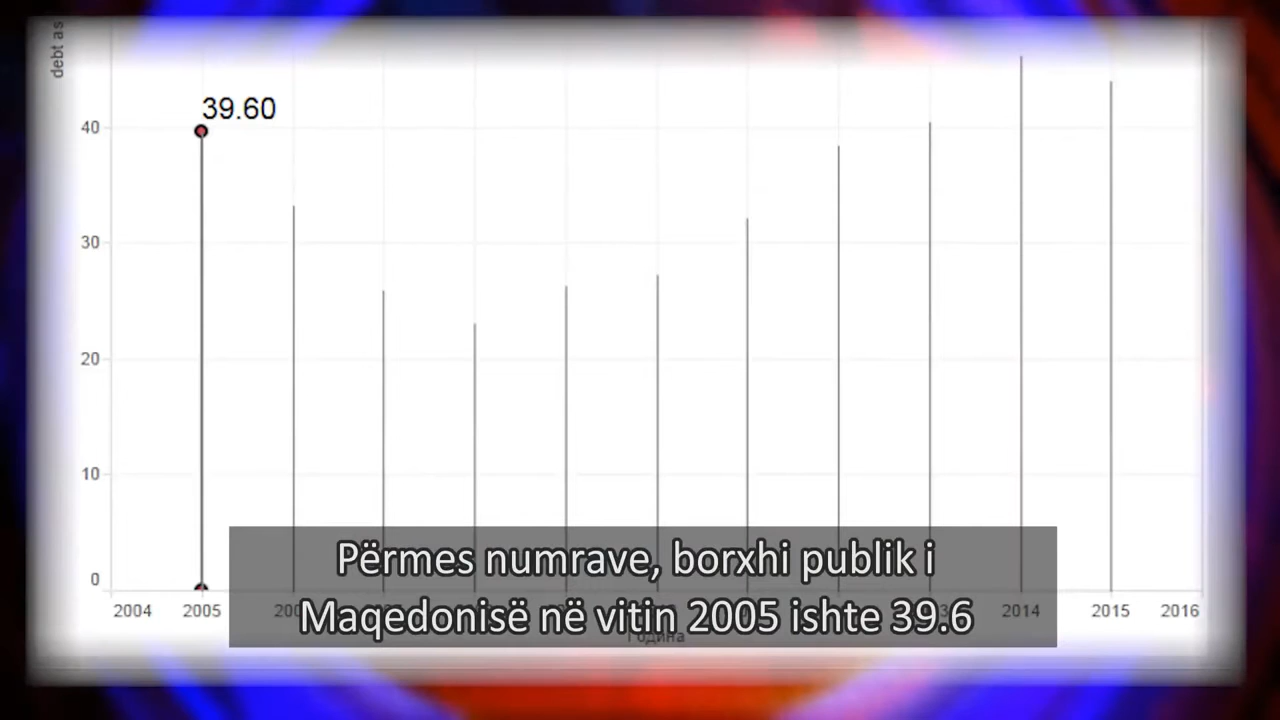 debt as
39.60
40
30
20
10
0
2004 2005 2014 2015 2016
Përmes numrave, borxhi publik i
Maqedonisë në vitin 2005 ishte 39.6
Година